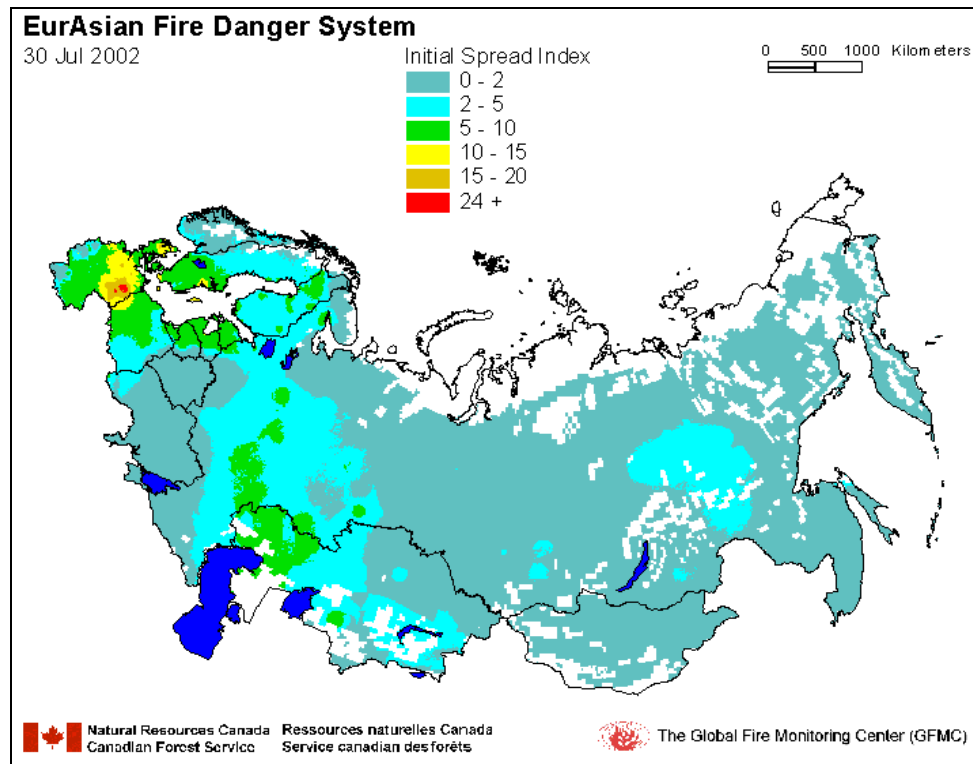 EurAsian Fire Danger System
30 Jul 2002
Initial Spread Index
0 - 2
2 - 5
5 - 10
10 - 15
15 - 20
24 +
0 500 1000 Kilometers
Natural Resources Canada Ressources naturelles Canada
Canadian Forest Service Service canadian des forêts
The Global Fire Monitoring Center (GFMC)